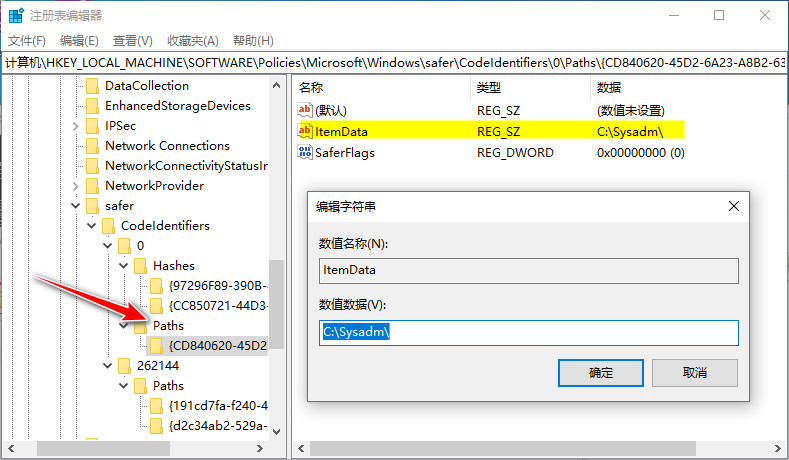 注册表编辑器
文件(F) 编辑(E) 查看(V) 收藏夹(A) 帮助(H)
计算机\HKEY_LOCAL_MACHINE\SOFTWARE\Policies\Microsoft\Windows\safer\CodeIdentifiers\0\Paths\{CD840620-45D2-6A23-A8B2-63
DataCollection
EnhancedStorageDevices
IPSec
Network Connections
NetworkConnectivityStatusIn
NetworkProvider
safer
CodeIdentifiers
0
Hashes
{97296F89-390B-
{CC850721-44D3-
Paths
{CD840620-45D2
262144
Paths
{191cd7fa-f240-4
{d2c34ab2-529a-
名称 类型 数据
(默认) REG_SZ (数值未设置)
ItemData REG_SZ C:\Sysadm\
SaferFlags REG_DWORD 0x00000000 (0)
编辑字符串
数值名称(N):
ItemData
数值数据(V):
C:\Sysadm\
确定 取消